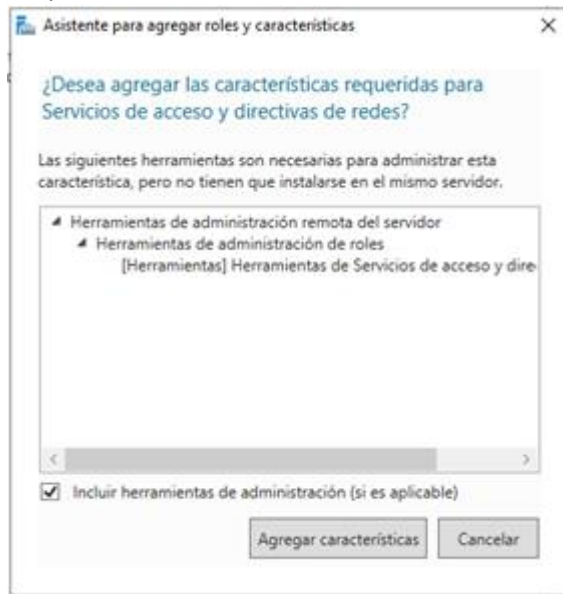 Asistente para agregar roles y características
¿Desea agregar las características requeridas para
Servicios de acceso y directivas de redes?
Las siguientes herramientas son necesarias para administrar esta
característica, pero no tienen que instalarse en el mismo servidor.
Herramientas de administración remota del servidor
Herramientas de administración de roles
[Herramientas] Herramientas de Servicios de acceso y dire
Incluir herramientas de administración (si es aplicable)
Agregar características Cancelar